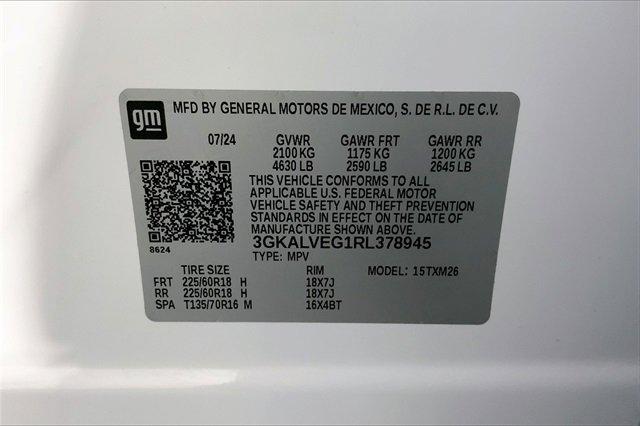 gm MFD BY GENERAL MOTORS DE MEXICO, S. DE R.L. DE C.V.
07/24 GVWR GAWR FRT GAWR RR
2100 KG 1175 KG 1200 KG
4630 LB 2590 LB 2645 LB
THIS VEHICLE CONFORMS TO ALL
APPLICABLE U.S. FEDERAL MOTOR
VEHICLE SAFETY AND THEFT PREVENTION
STANDARDS IN EFFECT ON THE DATE OF
MANUFACTURE SHOWN ABOVE.
8624 3GKALVEG1RL378945
TYPE: MPV MODEL: 15TXM26
TIRE SIZE RIM
FRT 225/60R18 H 18X7J
RR 225/60R18 H 18X7J
SPA T135/70R16 M 16X4BT